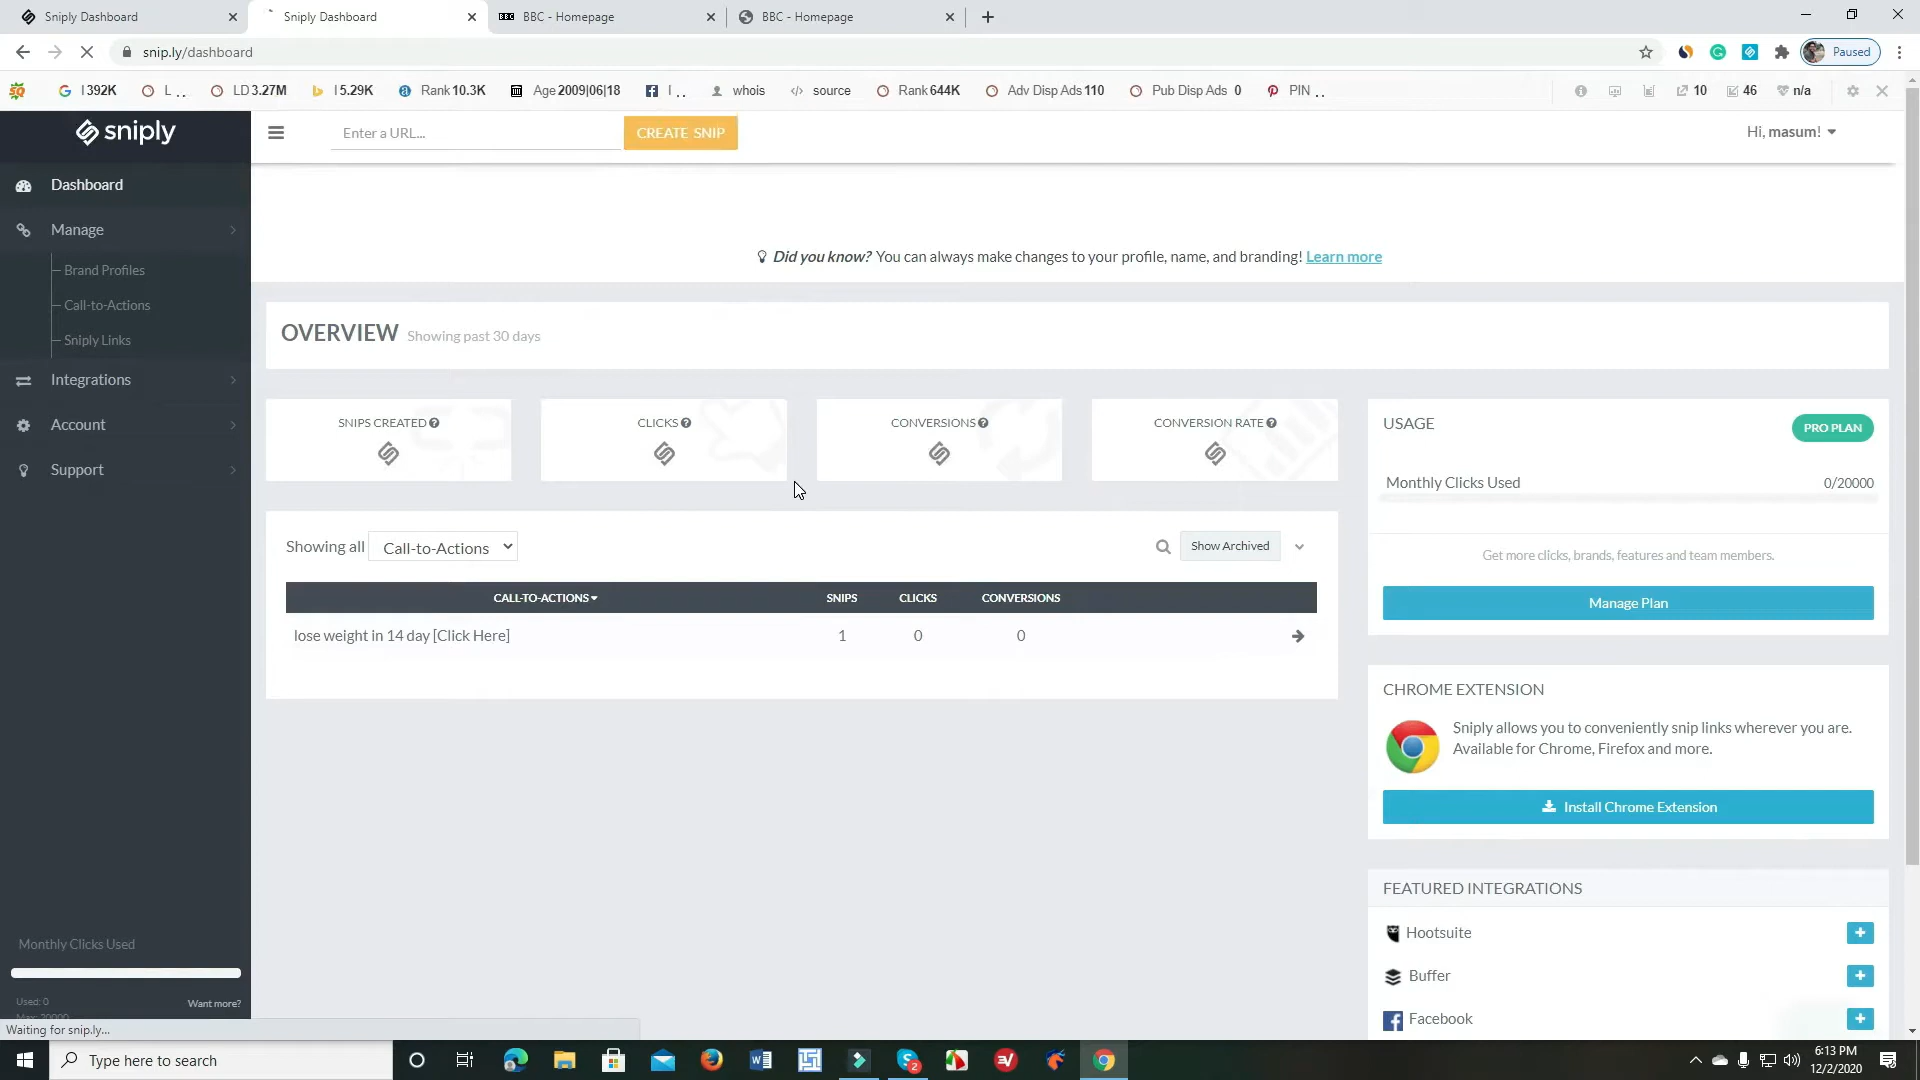 Sniply Dashboard
Sniply Dashboard
BBC - Homepage
BBC - Homepage
snip.ly/dashboard
Paused
I 392K
L ..
LD 3.27M
I 5.29K
Rank 10.3K
Age 2009|06|18
I ..
whois
source
Rank 644K
Adv Disp Ads 110
Pub Disp Ads 0
PIN ..
10
46
n/a
sniply
Enter a URL...
CREATE SNIP
Hi, masum!
Dashboard
Manage
Brand Profiles
Call-to-Actions
Sniply Links
Integrations
Account
Support
Did you know? You can always make changes to your profile, name, and branding! Learn more
OVERVIEW Showing past 30 days
SNIPS CREATED
CLICKS
CONVERSIONS
CONVERSION RATE
USAGE
PRO PLAN
Monthly Clicks Used
0/20000
Get more clicks, brands, features and team members.
Manage Plan
Showing all Call-to-Actions
Show Archived
CALL-TO-ACTIONS
SNIPS
CLICKS
CONVERSIONS
lose weight in 14 day [Click Here]
1
0
0
CHROME EXTENSION
Sniply allows you to conveniently snip links wherever you are.
Available for Chrome, Firefox and more.
Install Chrome Extension
FEATURED INTEGRATIONS
Hootsuite
Buffer
Facebook
Monthly Clicks Used
Used: 0
Want more?
Max: 20000
Waiting for snip.ly...
Type here to search
2
6:13 PM
12/2/2020